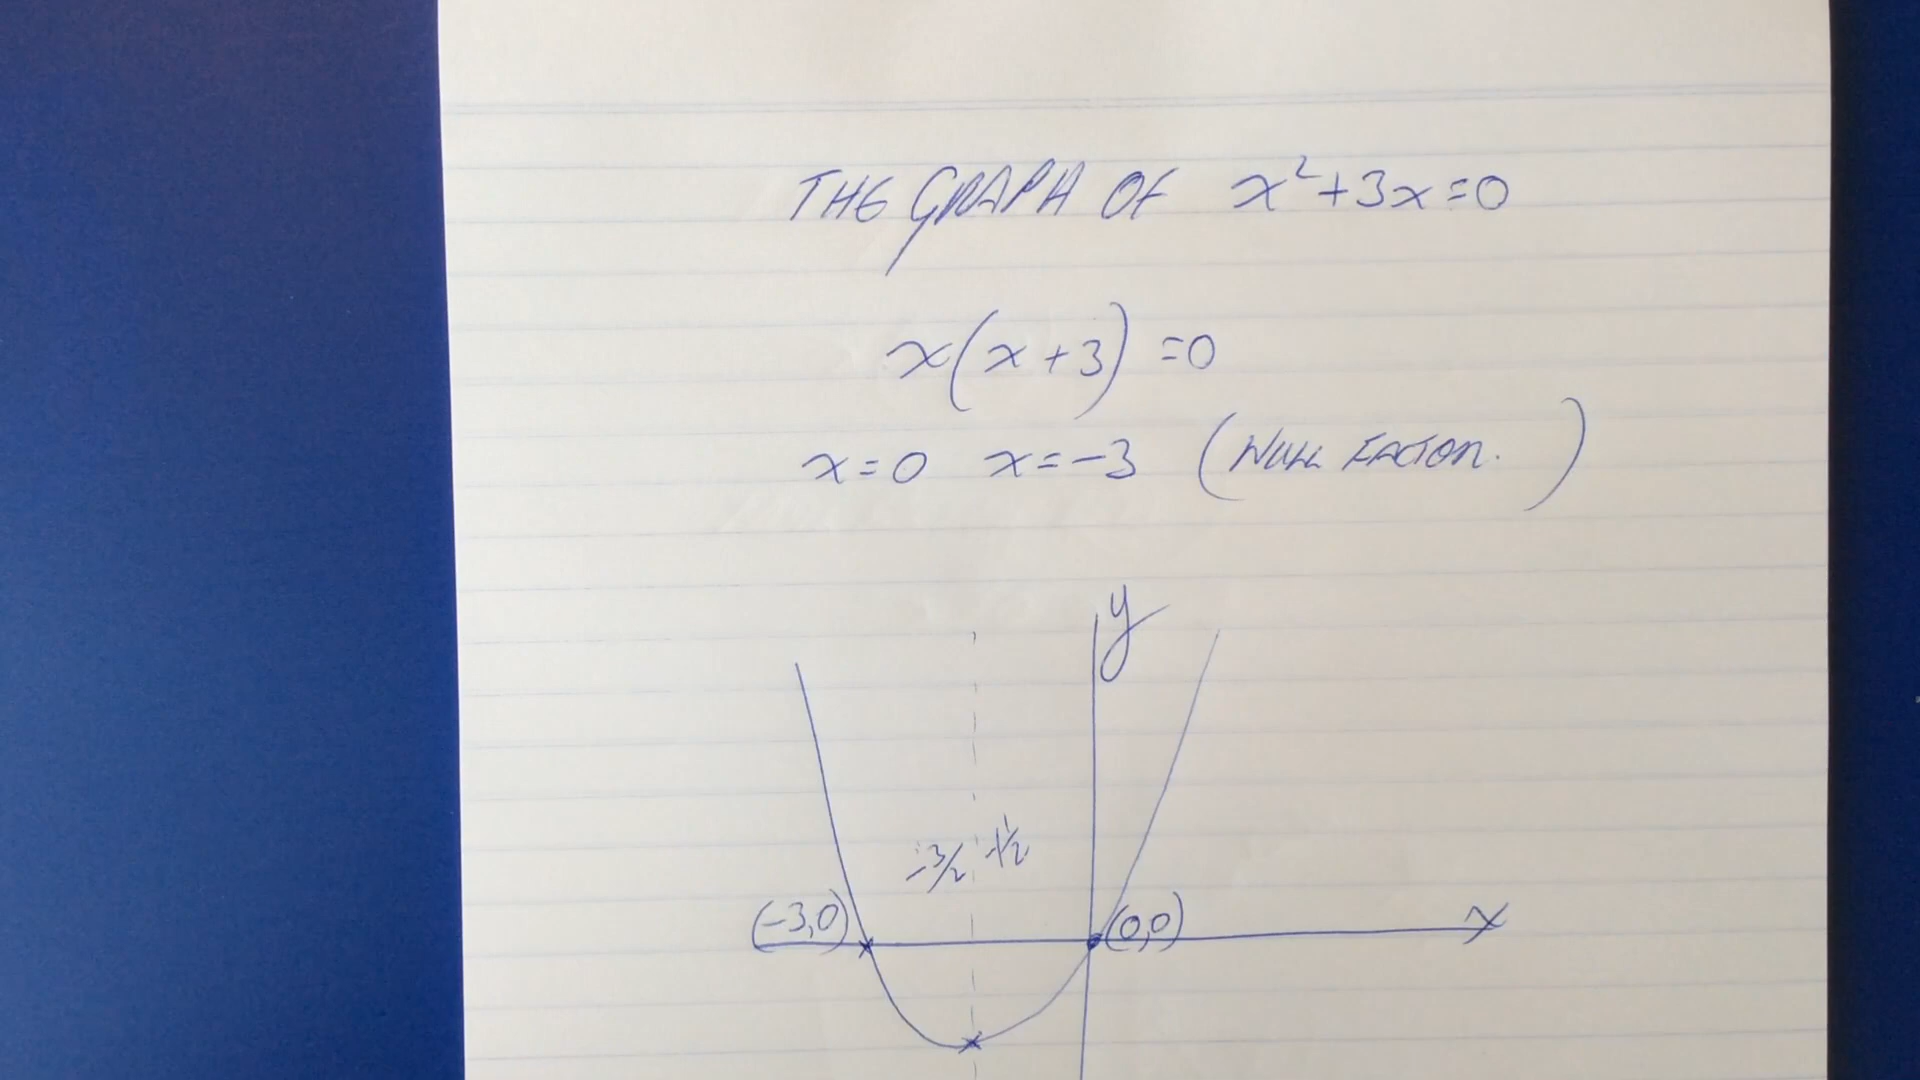 THE GRAPH OF x²+3x=0
x(x+3)=0
x=0 x=-3 (NULL FACTOR.)
y
-3/2 -1½
(-3,0) (0,0) x